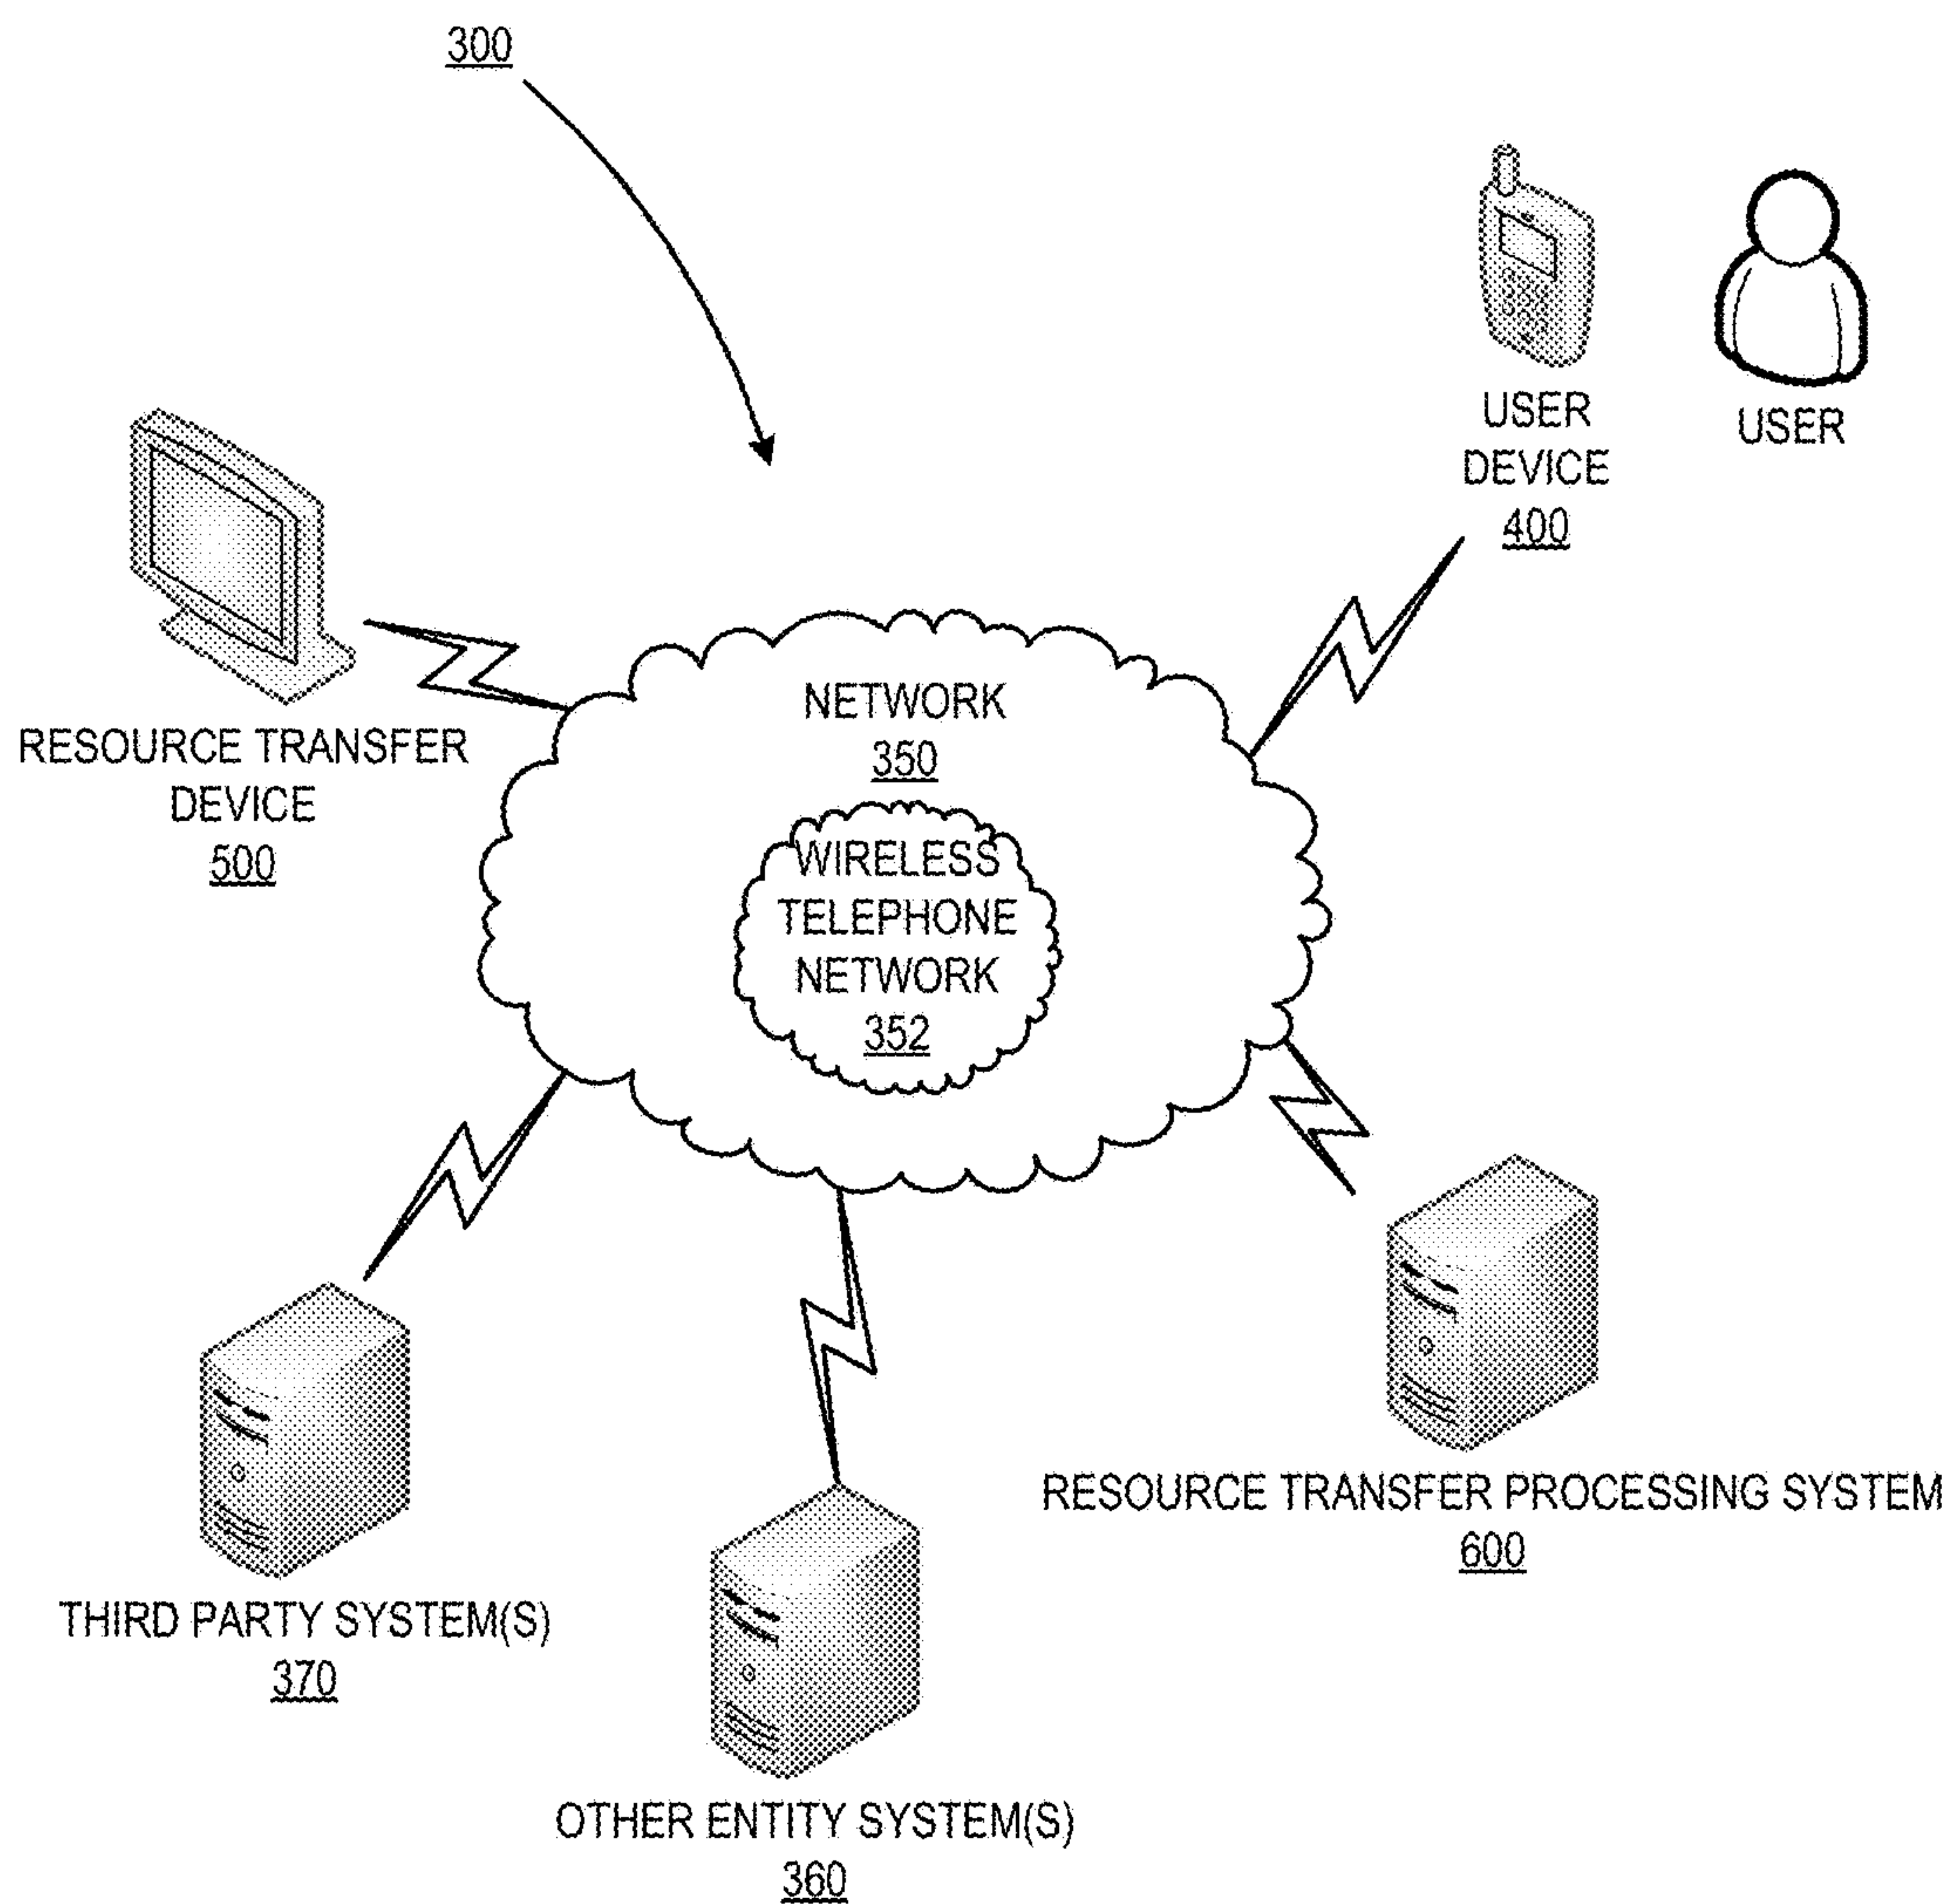 300
USER
DEVICE
400
USER
RESOURCE TRANSFER
DEVICE
500
NETWORK
350
WIRELESS
TELEPHONE
NETWORK
352
RESOURCE TRANSFER PROCESSING SYSTEM
600
THIRD PARTY SYSTEM(S)
370
OTHER ENTITY SYSTEM(S)
360